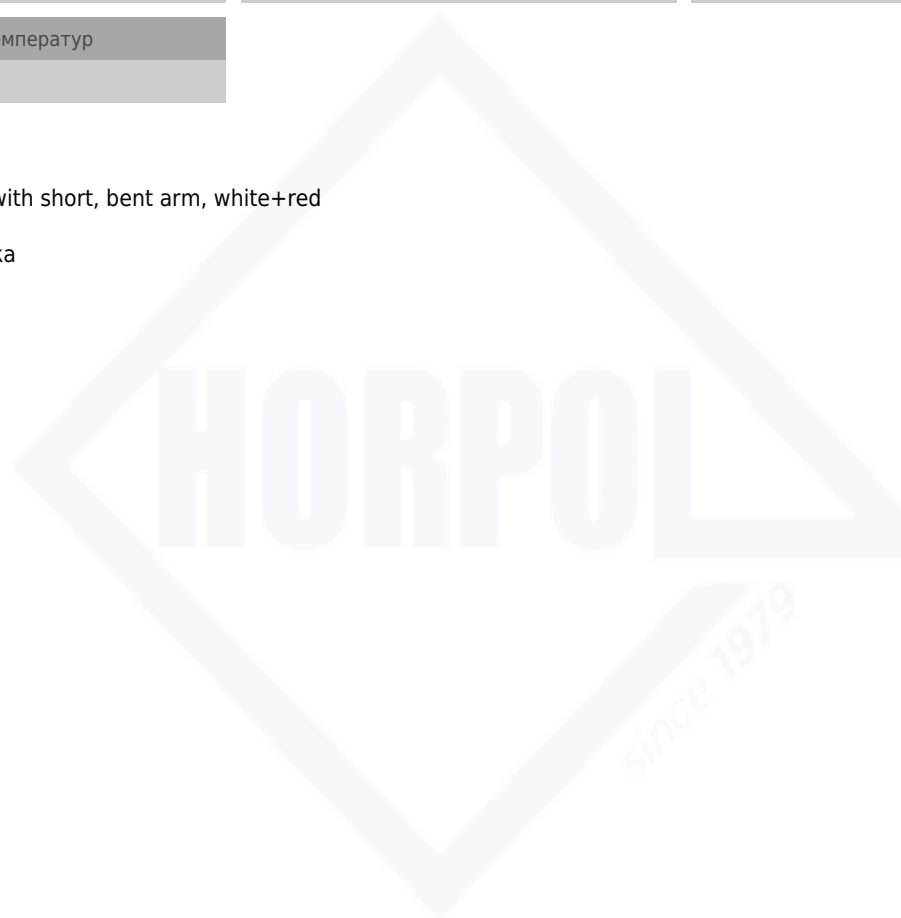 мператур
with short, bent arm, white+red
ka
HORPOL
since 1979